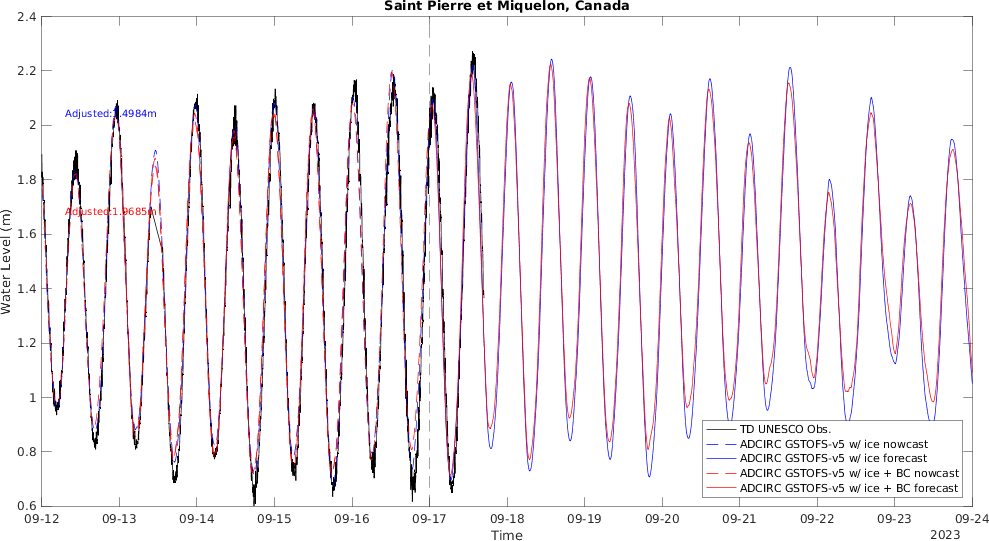 Saint Pierre et Miquelon, Canada
Water Level (m)
2.4
2.2
2
1.8
1.6
1.4
1.2
1
0.8
0.6
Adjusted:1.4984m
Adjusted:1.9685m
TD UNESCO Obs.
ADCIRC GSTOFS-v5 w/ ice nowcast
ADCIRC GSTOFS-v5 w/ ice forecast
ADCIRC GSTOFS-v5 w/ ice + BC nowcast
ADCIRC GSTOFS-v5 w/ ice + BC forecast
09-12 09-13 09-14 09-15 09-16 09-17 09-18 09-19 09-20 09-21 09-22 09-23 09-24
Time
2023